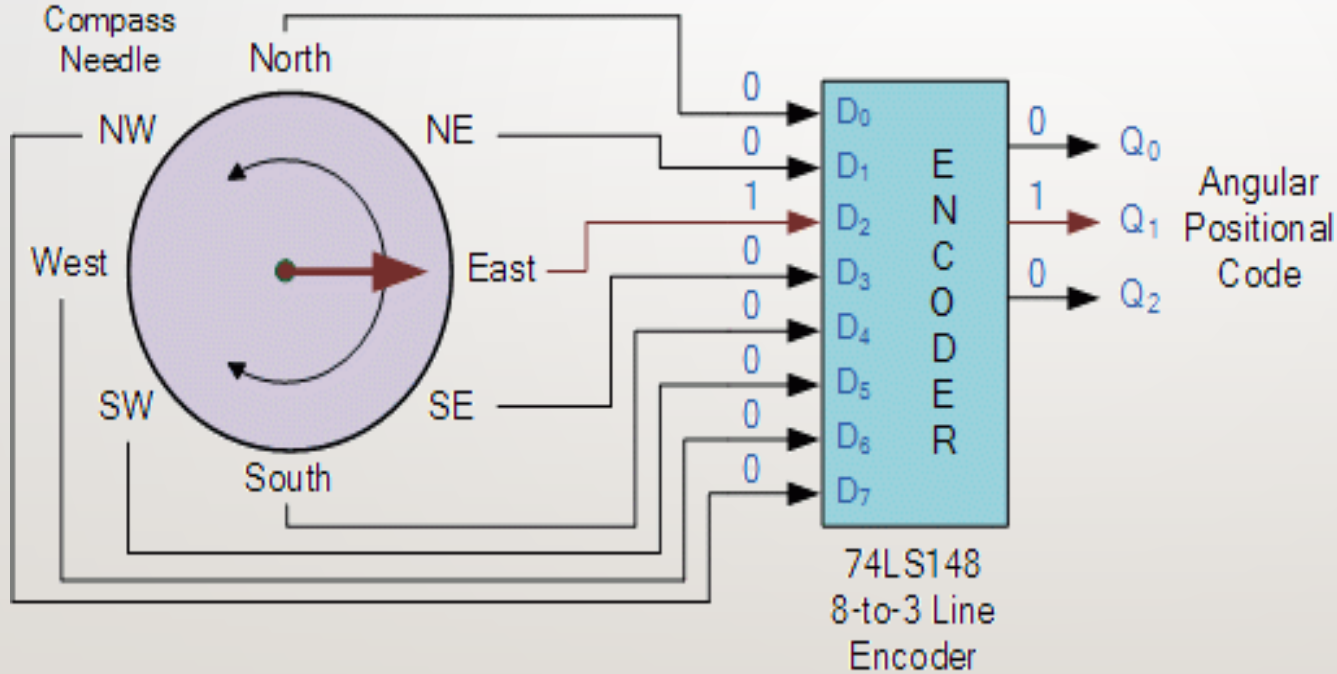 Compass
Needle
North
NW
NE
West
East
SW
SE
South
0
D₀
0
D₁
1
D₂
0
D₃
0
D₄
0
D₅
0
D₆
0
D₇
ENCODER
0
Q₀
1
Q₁
0
Q₂
Angular
Positional
Code
74LS148
8-to-3 Line
Encoder